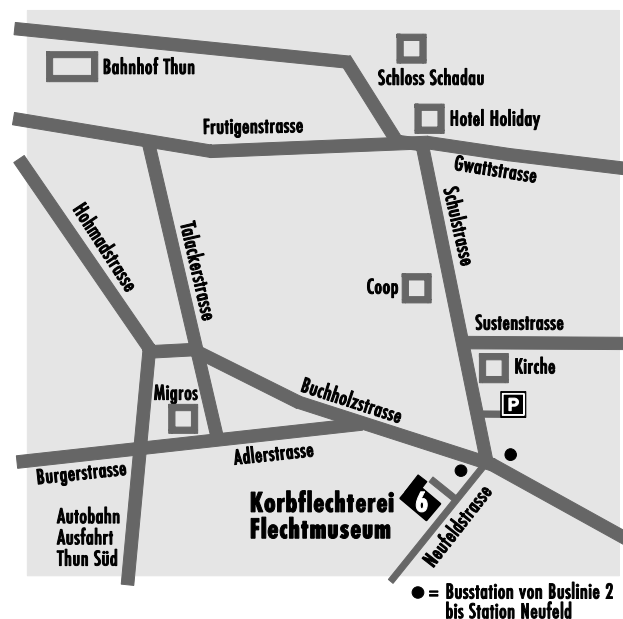 Bahnhof Thun
Schloss Schadau
Hotel Holiday
Frutigenstrasse
Gwattstrasse
Hohmadstrasse
Talackerstrasse
Schulstrasse
Coop
Sustenstrasse
Kirche
P
Migros
Buchholzstrasse
Adlerstrasse
Burgerstrasse
Korbflechterei
Flechtmuseum
6
Neufeldstrasse
Autobahn
Ausfahrt
Thun Süd
= Busstation von Buslinie 2
bis Station Neufeld